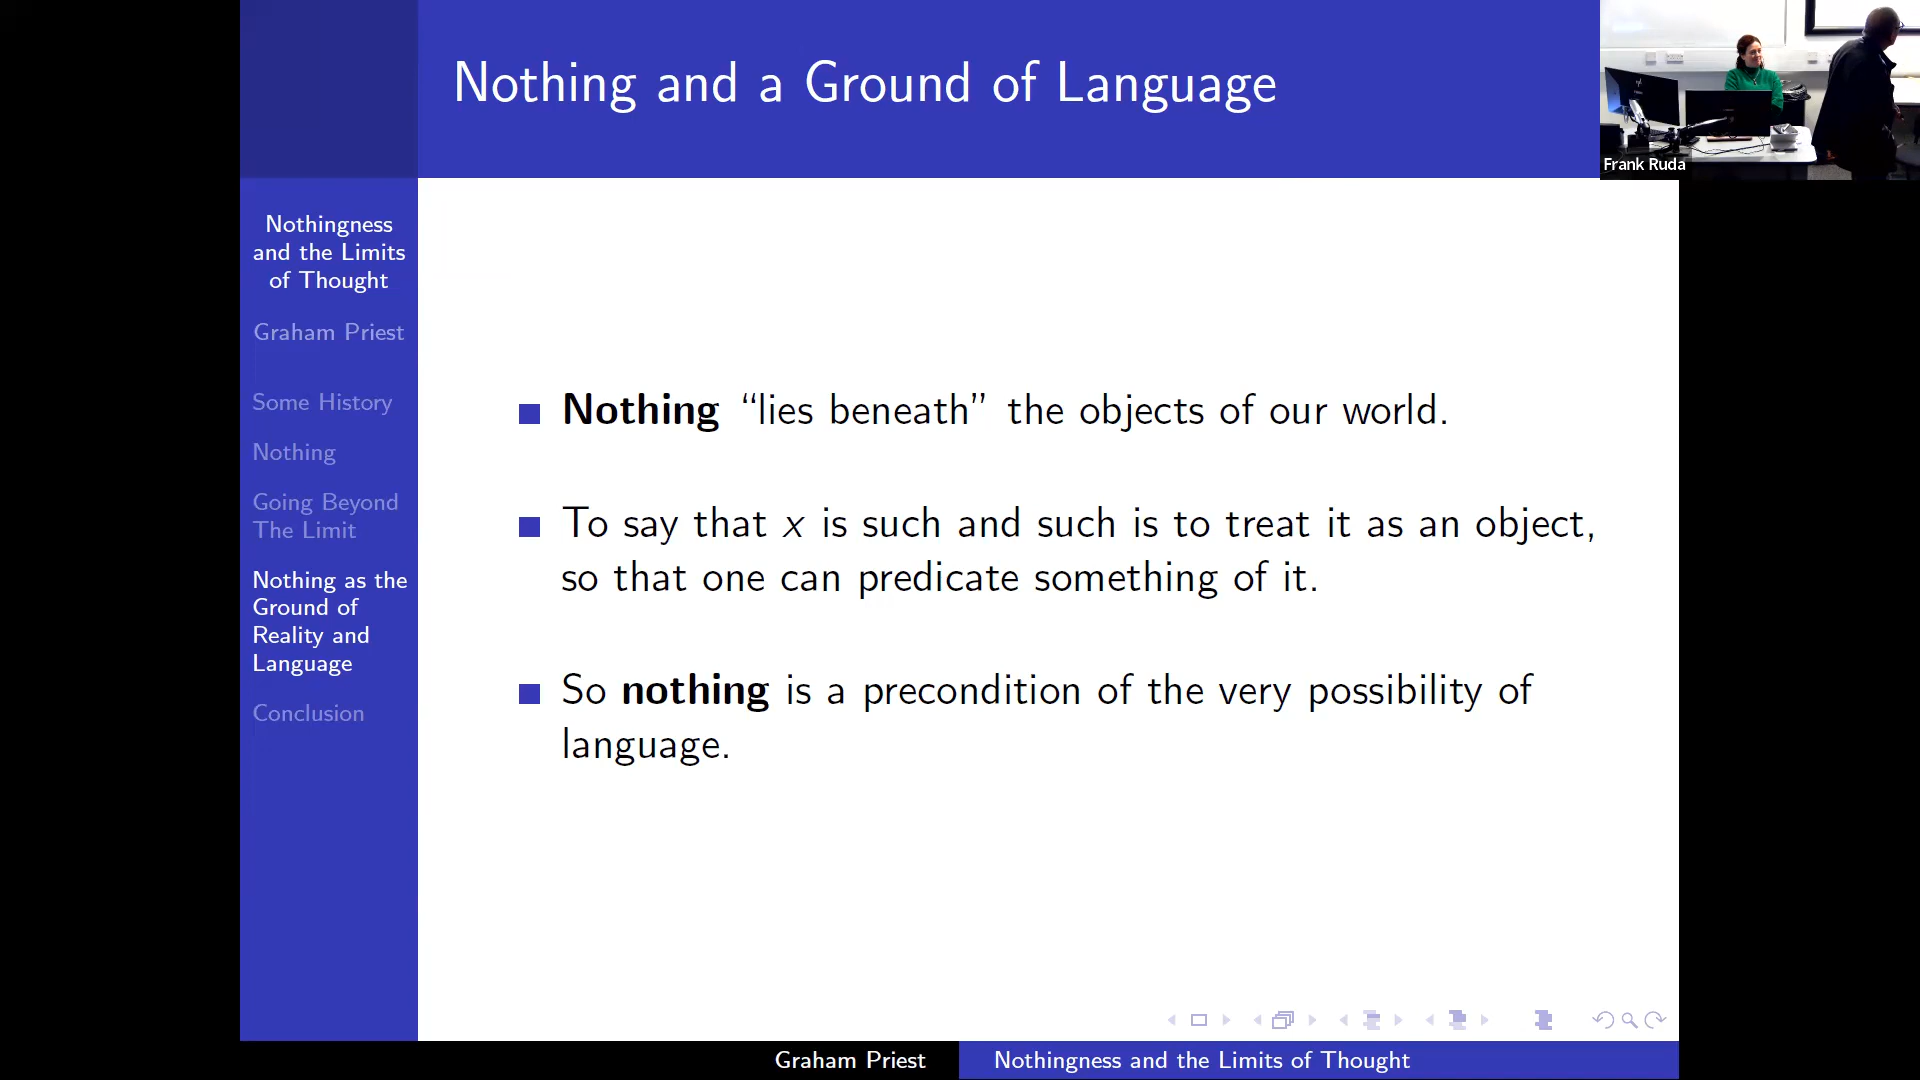 Nothing and a Ground of Language
Frank Ruda
Nothingness
and the Limits
of Thought
Graham Priest
Some History
Nothing
Going Beyond
The Limit
Nothing as the
Ground of
Reality and
Language
Conclusion
Nothing “lies beneath” the objects of our world.
To say that x is such and such is to treat it as an object,
so that one can predicate something of it.
So nothing is a precondition of the very possibility of
language.
Graham Priest
Nothingness and the Limits of Thought